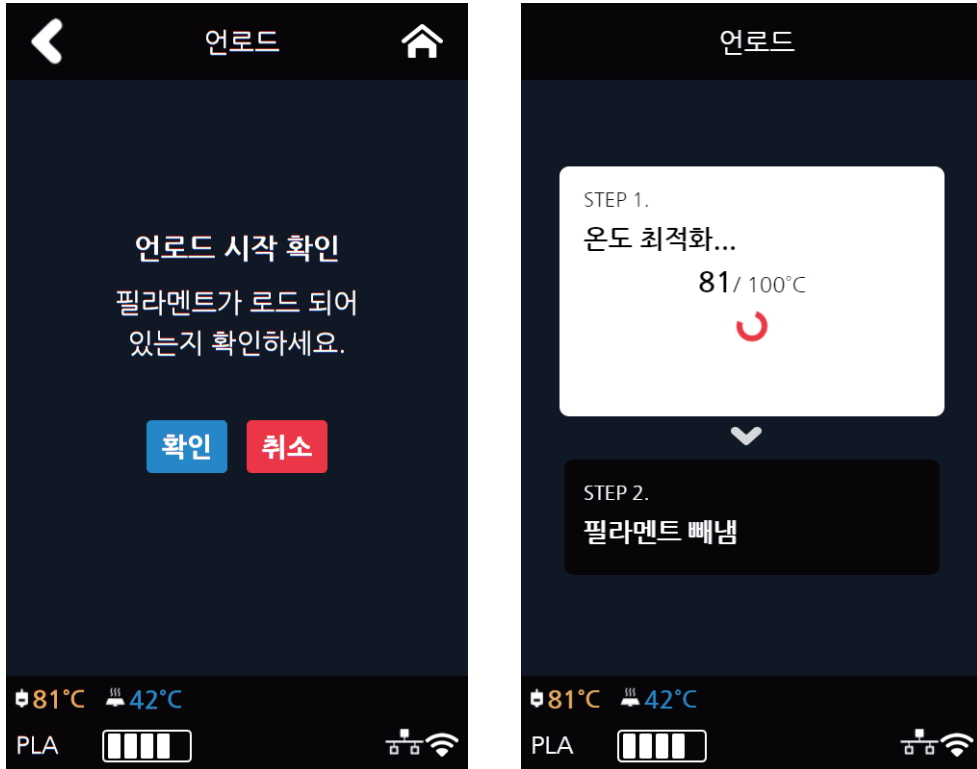 언로드
언로드 시작 확인
필라멘트가 로드 되어
있는지 확인하세요.
확인 취소
81°C 42°C
PLA
언로드
STEP 1.
온도 최적화...
81/ 100°C
STEP 2.
필라멘트 빼냄
81°C 42°C
PLA